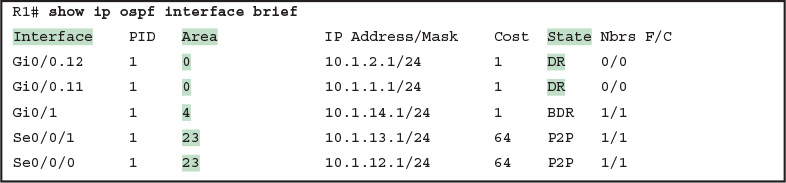 R1# show ip ospf interface brief
Interface PID Area IP Address/Mask Cost State Nbrs F/C
Gi0/0.12 1 0 10.1.2.1/24 1 DR 0/0
Gi0/0.11 1 0 10.1.1.1/24 1 DR 0/0
Gi0/1 1 4 10.1.14.1/24 1 BDR 1/1
Se0/0/1 1 23 10.1.13.1/24 64 P2P 1/1
Se0/0/0 1 23 10.1.12.1/24 64 P2P 1/1